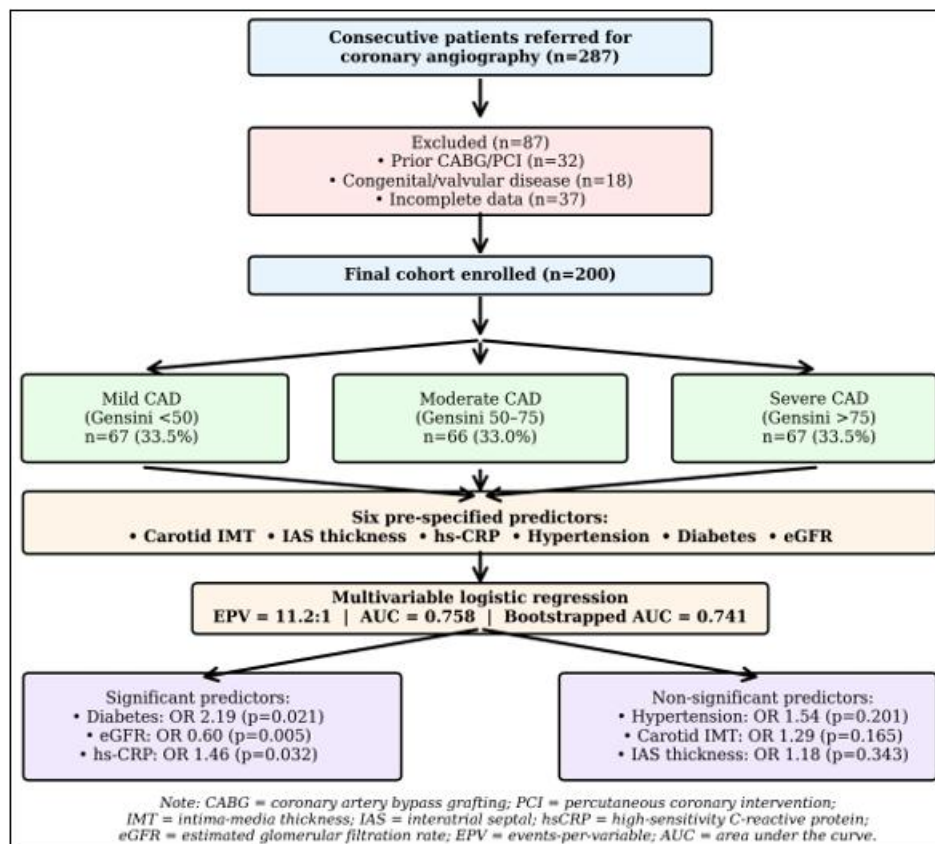 Consecutive patients referred for
coronary angiography (n=287)
Excluded (n=87)
• Prior CABG/PCI (n=32)
• Congenital/valvular disease (n=18)
• Incomplete data (n=37)
Final cohort enrolled (n=200)
Mild CAD
(Gensini <50)
n=67 (33.5%)
Moderate CAD
(Gensini 50–75)
n=66 (33.0%)
Severe CAD
(Gensini >75)
n=67 (33.5%)
Six pre-specified predictors:
• Carotid IMT • IAS thickness • hs-CRP • Hypertension • Diabetes • eGFR
Multivariable logistic regression
EPV = 11.2:1 | AUC = 0.758 | Bootstrapped AUC = 0.741
Significant predictors:
• Diabetes: OR 2.19 (p=0.021)
• eGFR: OR 0.60 (p=0.005)
• hs-CRP: OR 1.46 (p=0.032)
Non-significant predictors:
• Hypertension: OR 1.54 (p=0.201)
• Carotid IMT: OR 1.29 (p=0.165)
• IAS thickness: OR 1.18 (p=0.343)
Note: CABG = coronary artery bypass grafting; PCI = percutaneous coronary intervention;
IMT = intima-media thickness; IAS = interatrial septal; hsCRP = high-sensitivity C-reactive protein;
eGFR = estimated glomerular filtration rate; EPV = events-per-variable; AUC = area under the curve.